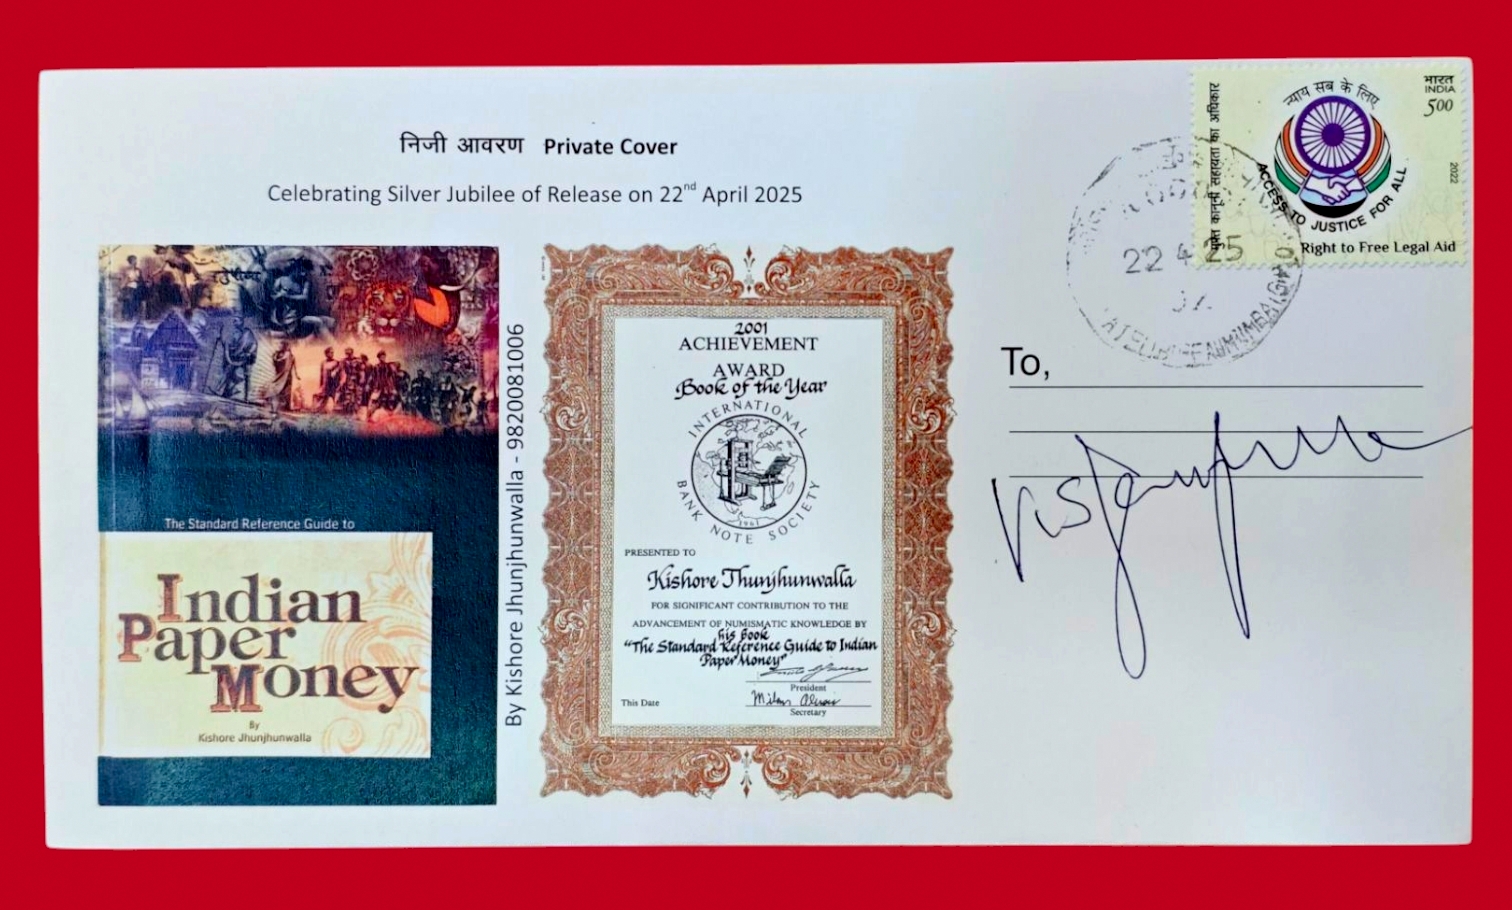 निजी आवरण Private Cover
Celebrating Silver Jubilee of Release on 22nd April 2025
The Standard Reference Guide to
Indian
Paper
Money
By
Kishore Jhunjhunwalla
By Kishore Jhunjhunwalla - 9820081006
2001
ACHIEVEMENT
AWARD
Book of the Year
INTERNATIONAL
BANK NOTE SOCIETY
1961
PRESENTED TO
Kishore Jhunjhunwalla
FOR SIGNIFICANT CONTRIBUTION TO THE
ADVANCEMENT OF NUMISMATIC KNOWLEDGE BY
his book
"The Standard Reference Guide to Indian
Paper Money"
President
This Date
Secretary
मुफ्त कानूनी सहायता का अधिकार
न्याय सब के लिए
भारत
INDIA
500
2022
ACCESS TO JUSTICE FOR ALL
Right to Free Legal Aid
22 4 25
To,